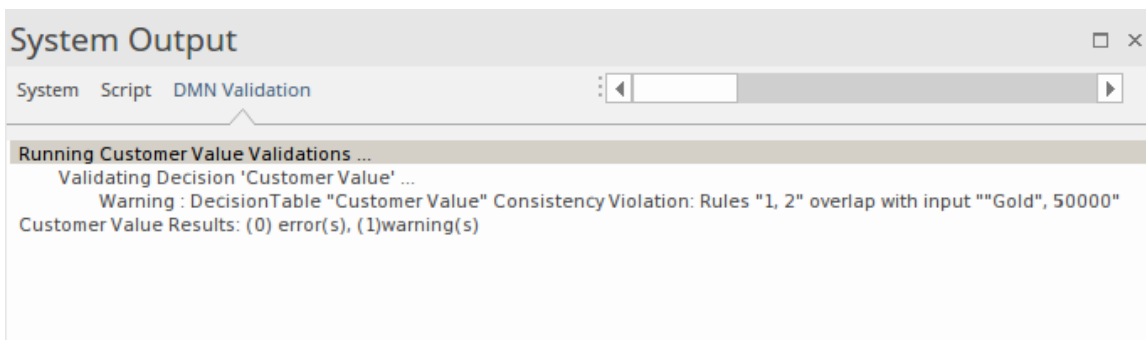 System Output
System Script DMN Validation
Running Customer Value Validations ...
Validating Decision 'Customer Value' ...
Warning : DecisionTable "Customer Value" Consistency Violation: Rules "1, 2" overlap with input ""Gold", 50000"
Customer Value Results: (0) error(s), (1)warning(s)